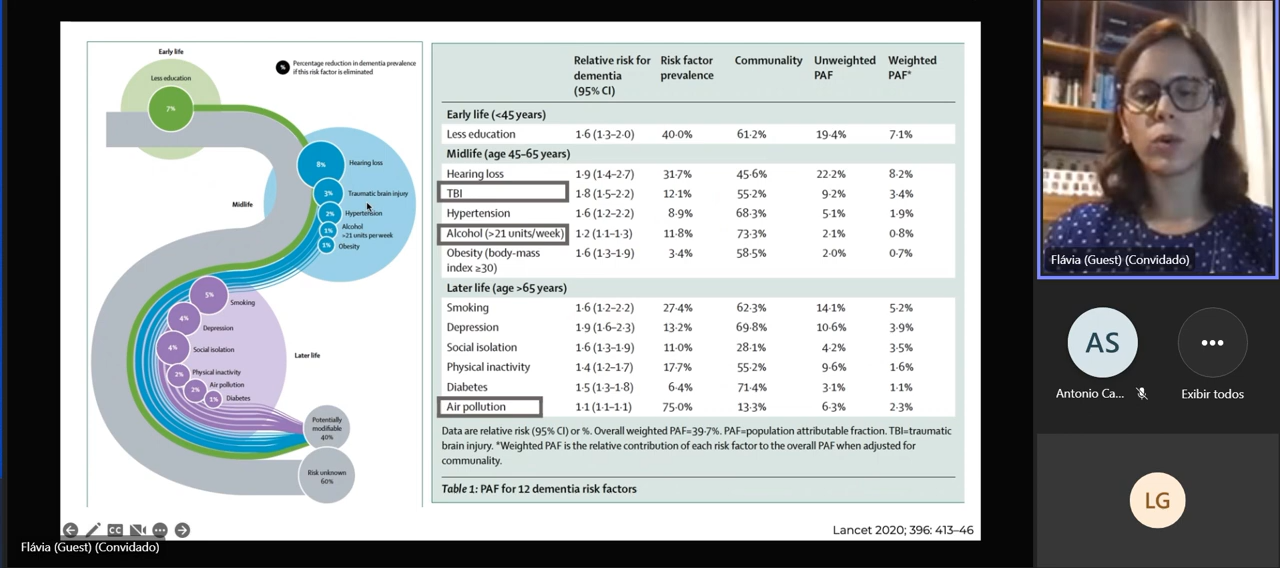 Early life
% Percentage reduction in dementia prevalence
if this risk factor is eliminated
Less education
7%
8% Hearing loss
3% Traumatic brain injury
Midlife
2% Hypertension
1% Alcohol
>21 units per week
1% Obesity
5% Smoking
4% Depression
4% Social isolation
Later life
2% Physical inactivity
2% Air pollution
1% Diabetes
Potentially
modifiable
40%
Risk unknown
60%
Relative risk for dementia (95% CI) Risk factor prevalence Communality Unweighted PAF Weighted PAF*
Early life (<45 years)
Less education 1·6 (1·3–2·0) 40·0% 61·2% 19·4% 7·1%
Midlife (age 45–65 years)
Hearing loss 1·9 (1·4–2·7) 31·7% 45·6% 22·2% 8·2%
TBI 1·8 (1·5–2·2) 12·1% 55·2% 9·2% 3·4%
Hypertension 1·6 (1·2–2·2) 8·9% 68·3% 5·1% 1·9%
Alcohol (>21 units/week) 1·2 (1·1–1·3) 11·8% 73·3% 2·1% 0·8%
Obesity (body-mass index ≥30) 1·6 (1·3–1·9) 3·4% 58·5% 2·0% 0·7%
Later life (age >65 years)
Smoking 1·6 (1·2–2·2) 27·4% 62·3% 14·1% 5·2%
Depression 1·9 (1·6–2·3) 13·2% 69·8% 10·6% 3·9%
Social isolation 1·6 (1·3–1·9) 11·0% 28·1% 4·2% 3·5%
Physical inactivity 1·4 (1·2–1·7) 17·7% 55·2% 9·6% 1·6%
Diabetes 1·5 (1·3–1·8) 6·4% 71·4% 3·1% 1·1%
Air pollution 1·1 (1·1–1·1) 75·0% 13·3% 6·3% 2·3%
Data are relative risk (95% CI) or %. Overall weighted PAF=39·7%. PAF=population attributable fraction. TBI=traumatic
brain injury. *Weighted PAF is the relative contribution of each risk factor to the overall PAF when adjusted for
communality.
Table 1: PAF for 12 dementia risk factors
Lancet 2020; 396: 413–46
CC
Flávia (Guest) (Convidado)
Flávia (Guest) (Convidado)
AS
Antonio Ca...
Exibir todos
LG